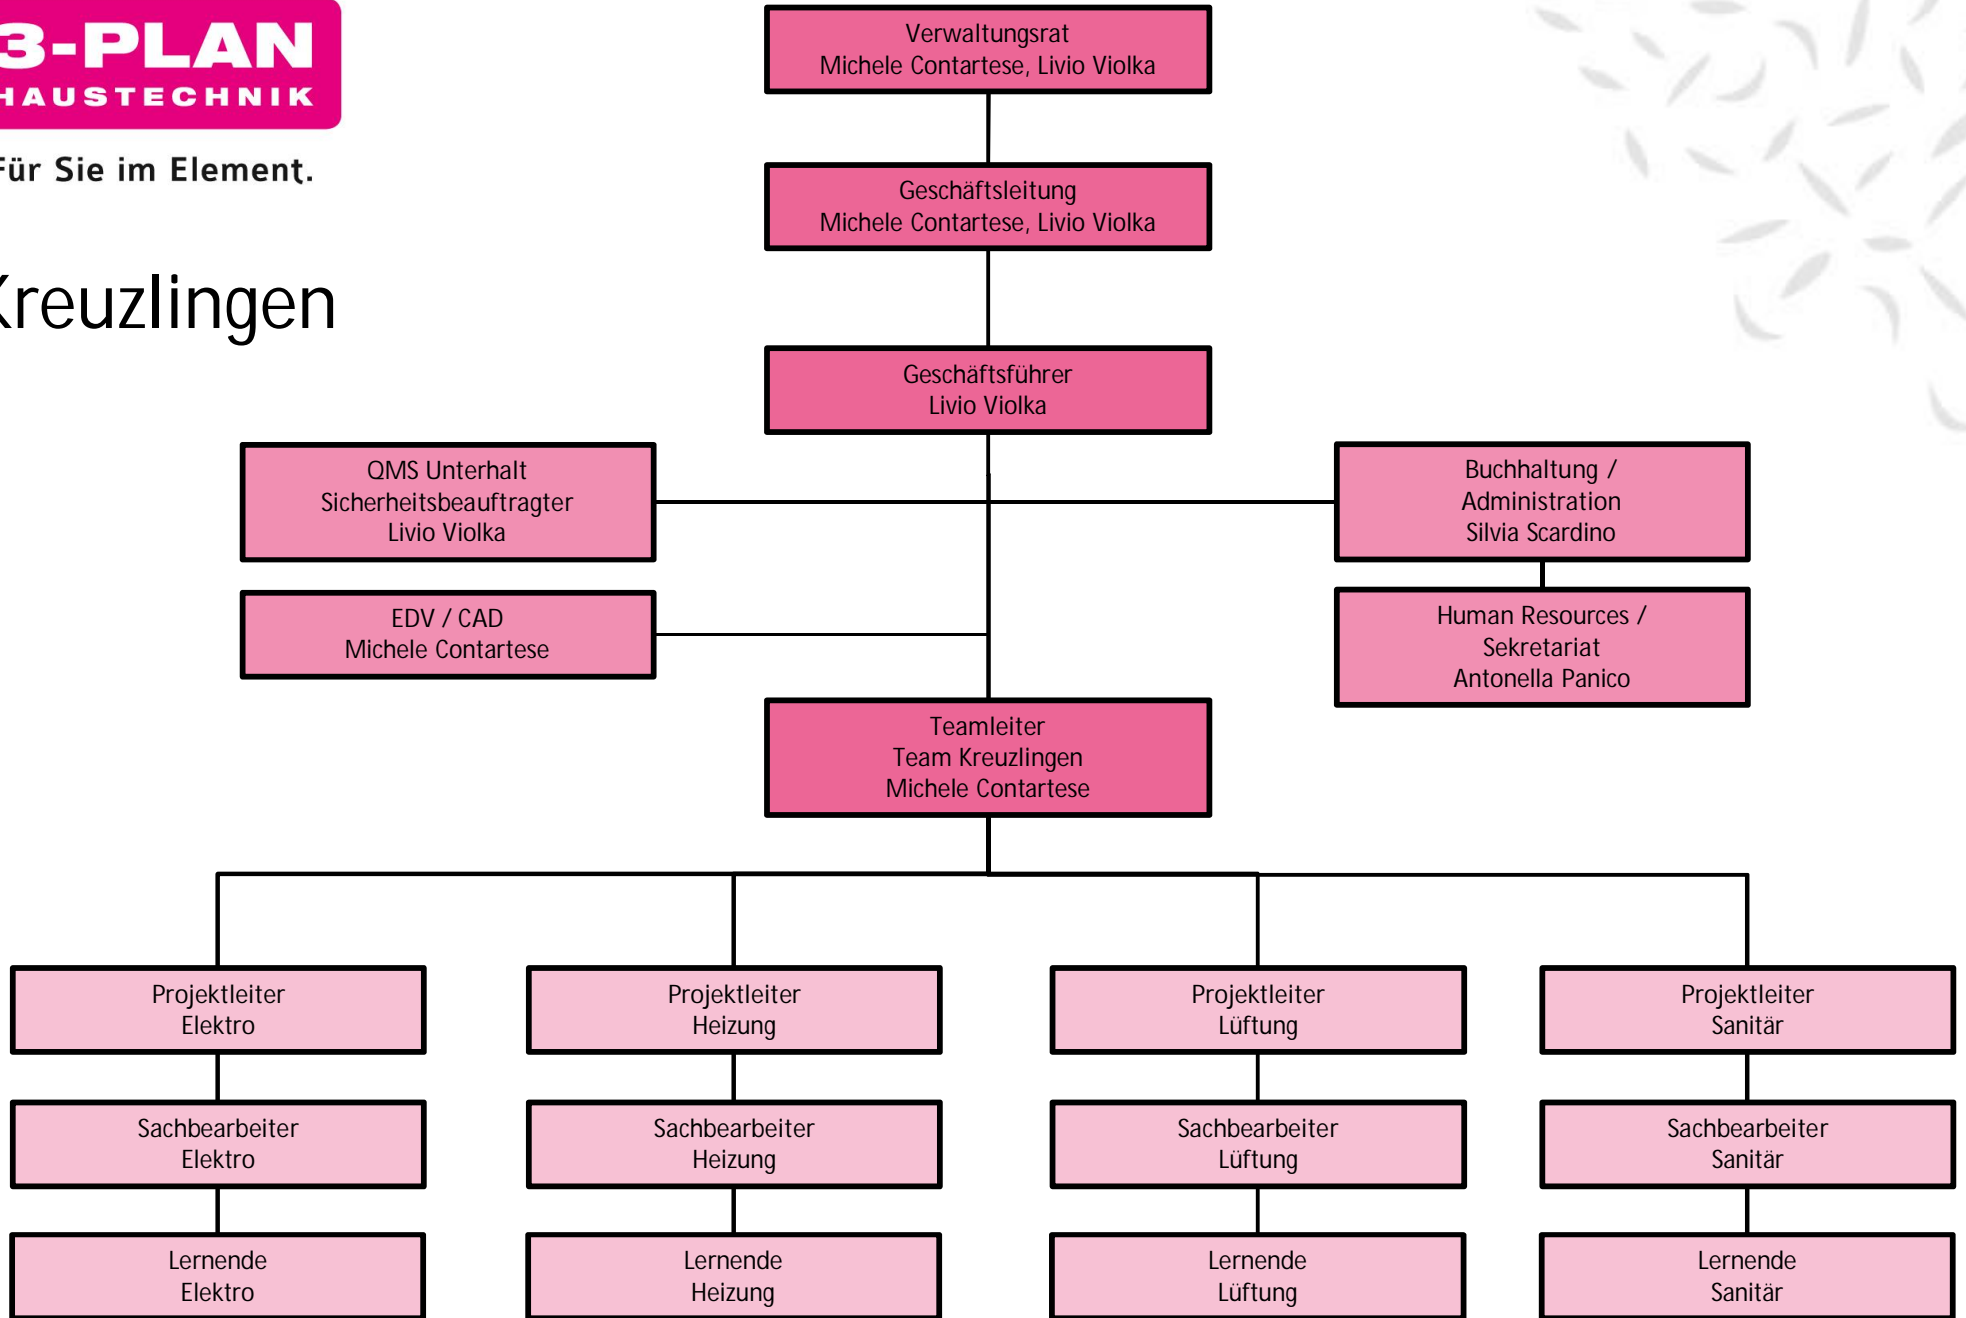 3-PLAN
HAUSTECHNIK
Für Sie im Element.
Kreuzlingen
Verwaltungsrat
Michele Contartese, Livio Violka
Geschäftsleitung
Michele Contartese, Livio Violka
Geschäftsführer
Livio Violka
QMS Unterhalt
Sicherheitsbeauftragter
Livio Violka
Buchhaltung /
Administration
Silvia Scardino
EDV / CAD
Michele Contartese
Human Resources /
Sekretariat
Antonella Panico
Teamleiter
Team Kreuzlingen
Michele Contartese
Projektleiter
Elektro
Projektleiter
Heizung
Projektleiter
Lüftung
Projektleiter
Sanitär
Sachbearbeiter
Elektro
Sachbearbeiter
Heizung
Sachbearbeiter
Lüftung
Sachbearbeiter
Sanitär
Lernende
Elektro
Lernende
Heizung
Lernende
Lüftung
Lernende
Sanitär